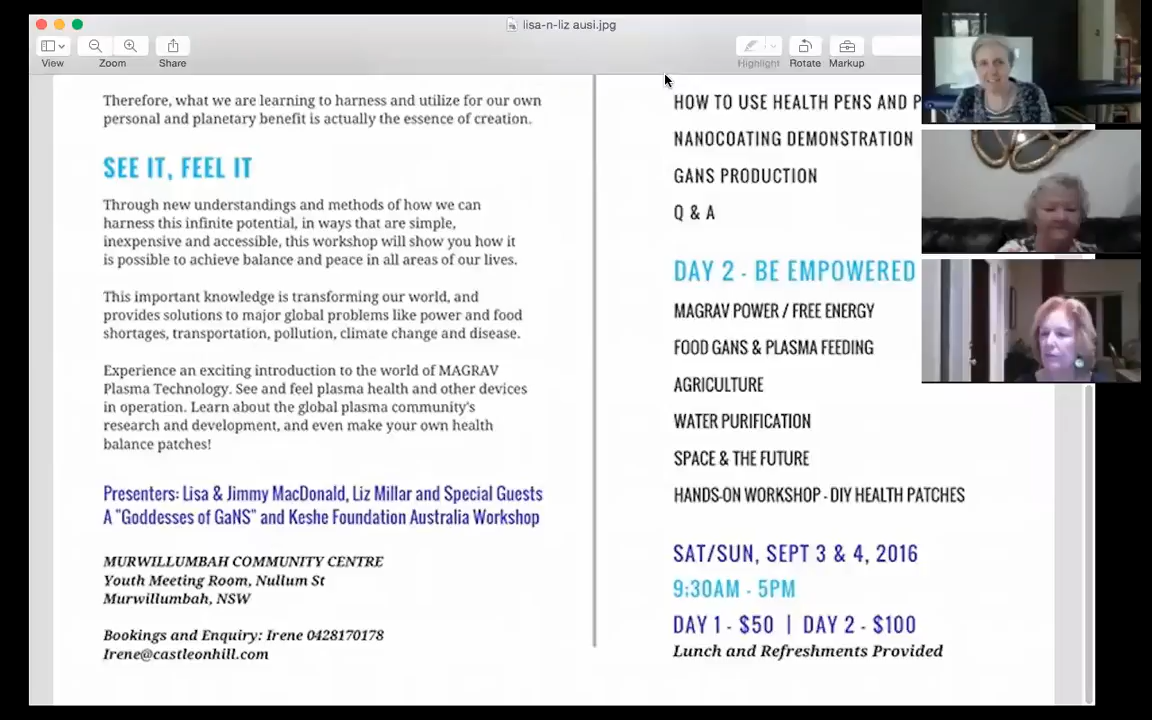 lisa-n-liz ausi.jpg
View
Zoom
Share
Highlight
Rotate
Markup
Therefore, what we are learning to harness and utilize for our own
personal and planetary benefit is actually the essence of creation.
SEE IT, FEEL IT
Through new understandings and methods of how we can
harness this infinite potential, in ways that are simple,
inexpensive and accessible, this workshop will show you how it
is possible to achieve balance and peace in all areas of our lives.
This important knowledge is transforming our world, and
provides solutions to major global problems like power and food
shortages, transportation, pollution, climate change and disease.
Experience an exciting introduction to the world of MAGRAV
Plasma Technology. See and feel plasma health and other devices
in operation. Learn about the global plasma community's
research and development, and even make your own health
balance patches!
Presenters: Lisa & Jimmy MacDonald, Liz Millar and Special Guests
A "Goddesses of GaNS" and Keshe Foundation Australia Workshop
MURWILLUMBAH COMMUNITY CENTRE
Youth Meeting Room, Nullum St
Murwillumbah, NSW
Bookings and Enquiry: Irene 0428170178
Irene@castleonhill.com
HOW TO USE HEALTH PENS AND P
NANOCOATING DEMONSTRATION
GANS PRODUCTION
Q & A
DAY 2 - BE EMPOWERED
MAGRAV POWER / FREE ENERGY
FOOD GANS & PLASMA FEEDING
AGRICULTURE
WATER PURIFICATION
SPACE & THE FUTURE
HANDS-ON WORKSHOP - DIY HEALTH PATCHES
SAT/SUN, SEPT 3 & 4, 2016
9:30AM - 5PM
DAY 1 - $50 | DAY 2 - $100
Lunch and Refreshments Provided